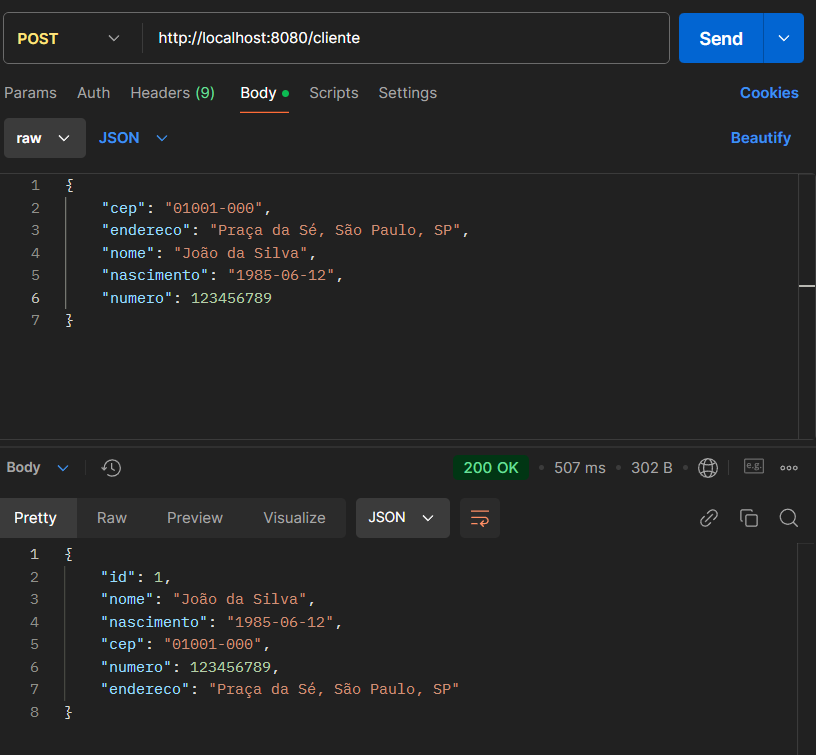 POST http://localhost:8080/cliente Send
Params Auth Headers (9) Body Scripts Settings Cookies
raw JSON Beautify
1 {
2 "cep": "01001-000",
3 "endereco": "Praça da Sé, São Paulo, SP",
4 "nome": "João da Silva",
5 "nascimento": "1985-06-12",
6 "numero": 123456789
7 }
Body 200 OK 507 ms 302 B e.g.
Pretty Raw Preview Visualize JSON
1 {
2 "id": 1,
3 "nome": "João da Silva",
4 "nascimento": "1985-06-12",
5 "cep": "01001-000",
6 "numero": 123456789,
7 "endereco": "Praça da Sé, São Paulo, SP"
8 }